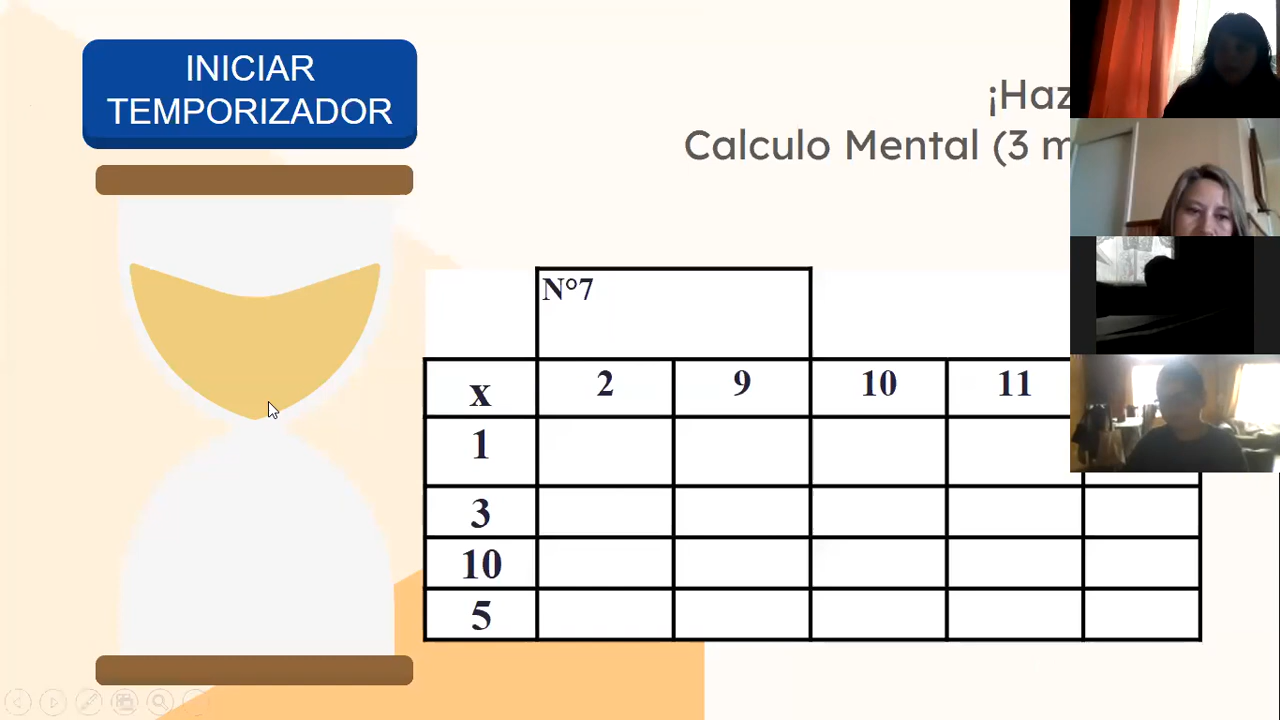 INICIAR
TEMPORIZADOR
¡Haz
Calculo Mental (3 m
N°7
x 2 9 10 11
1
3
10
5